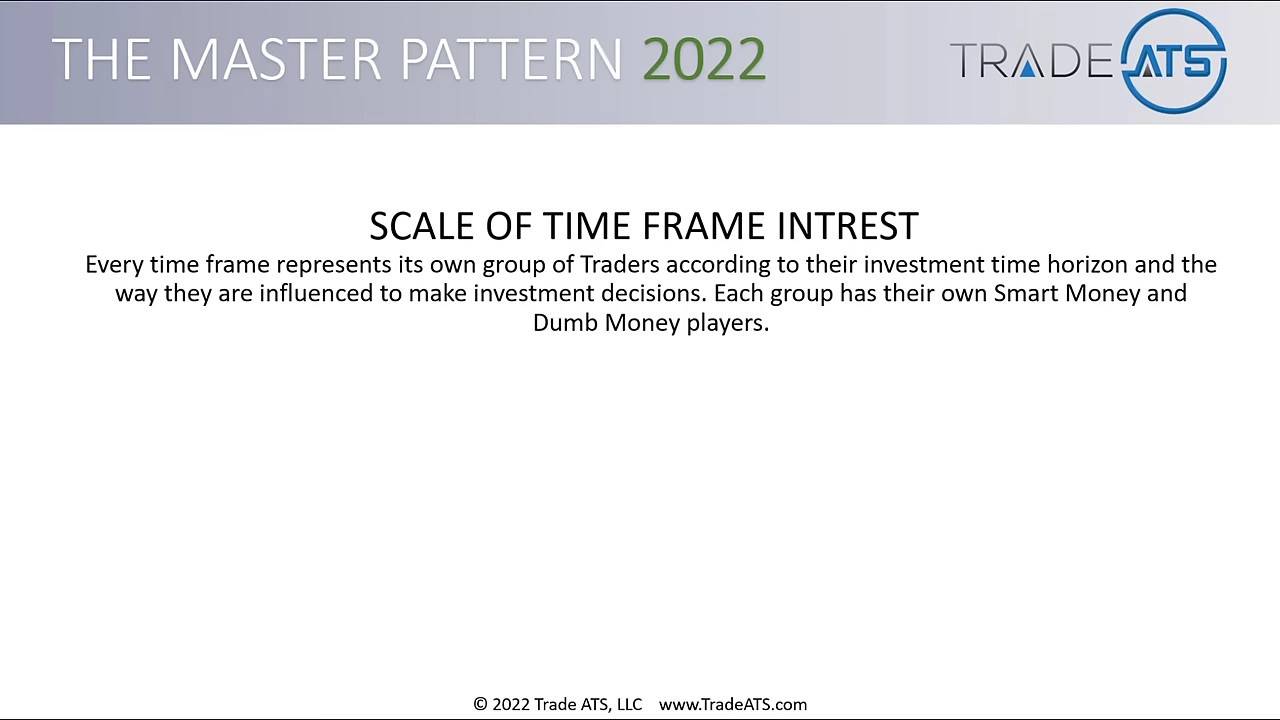 THE MASTER PATTERN 2022
TRADE ATS
SCALE OF TIME FRAME INTREST
Every time frame represents its own group of Traders according to their investment time horizon and the
way they are influenced to make investment decisions. Each group has their own Smart Money and
Dumb Money players.
© 2022 Trade ATS, LLC www.TradeATS.com